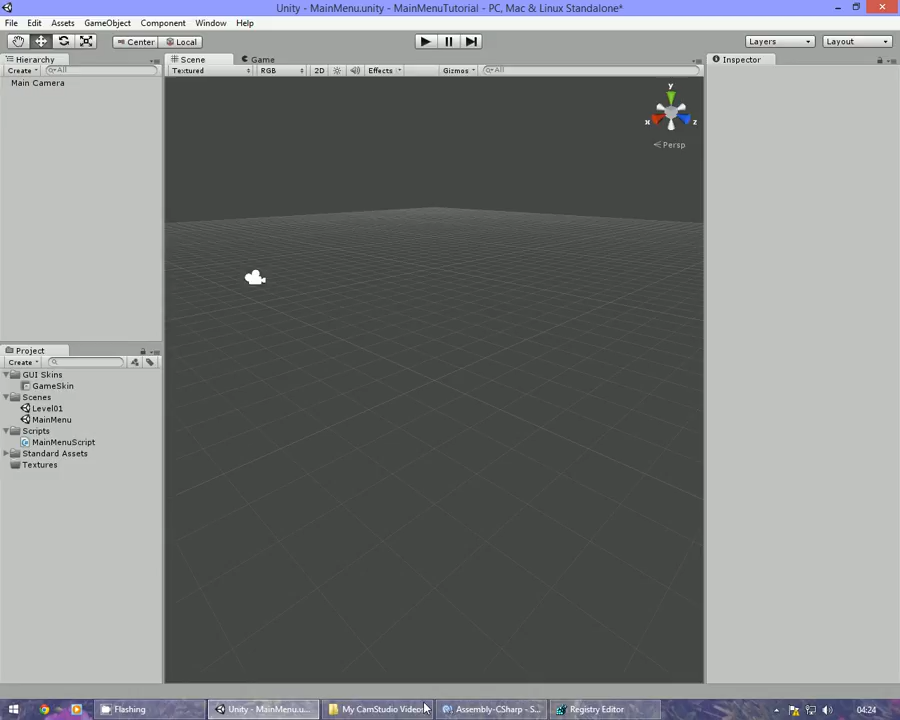 Unity - MainMenu.unity - MainMenuTutorial - PC, Mac & Linux Standalone*
File Edit Assets GameObject Component Window Help
Center Local Layers Layout
Hierarchy Scene Game Inspector
Create All Textured RGB 2D Effects Gizmos All
Main Camera
y
x z
Persp
Project
Create
GUI Skins
GameSkin
Scenes
Level01
MainMenu
Scripts
MainMenuScript
Standard Assets
Textures
Flashing Unity - MainMenu.u... My CamStudio Videos Assembly-CSharp - S... Registry Editor 04:24